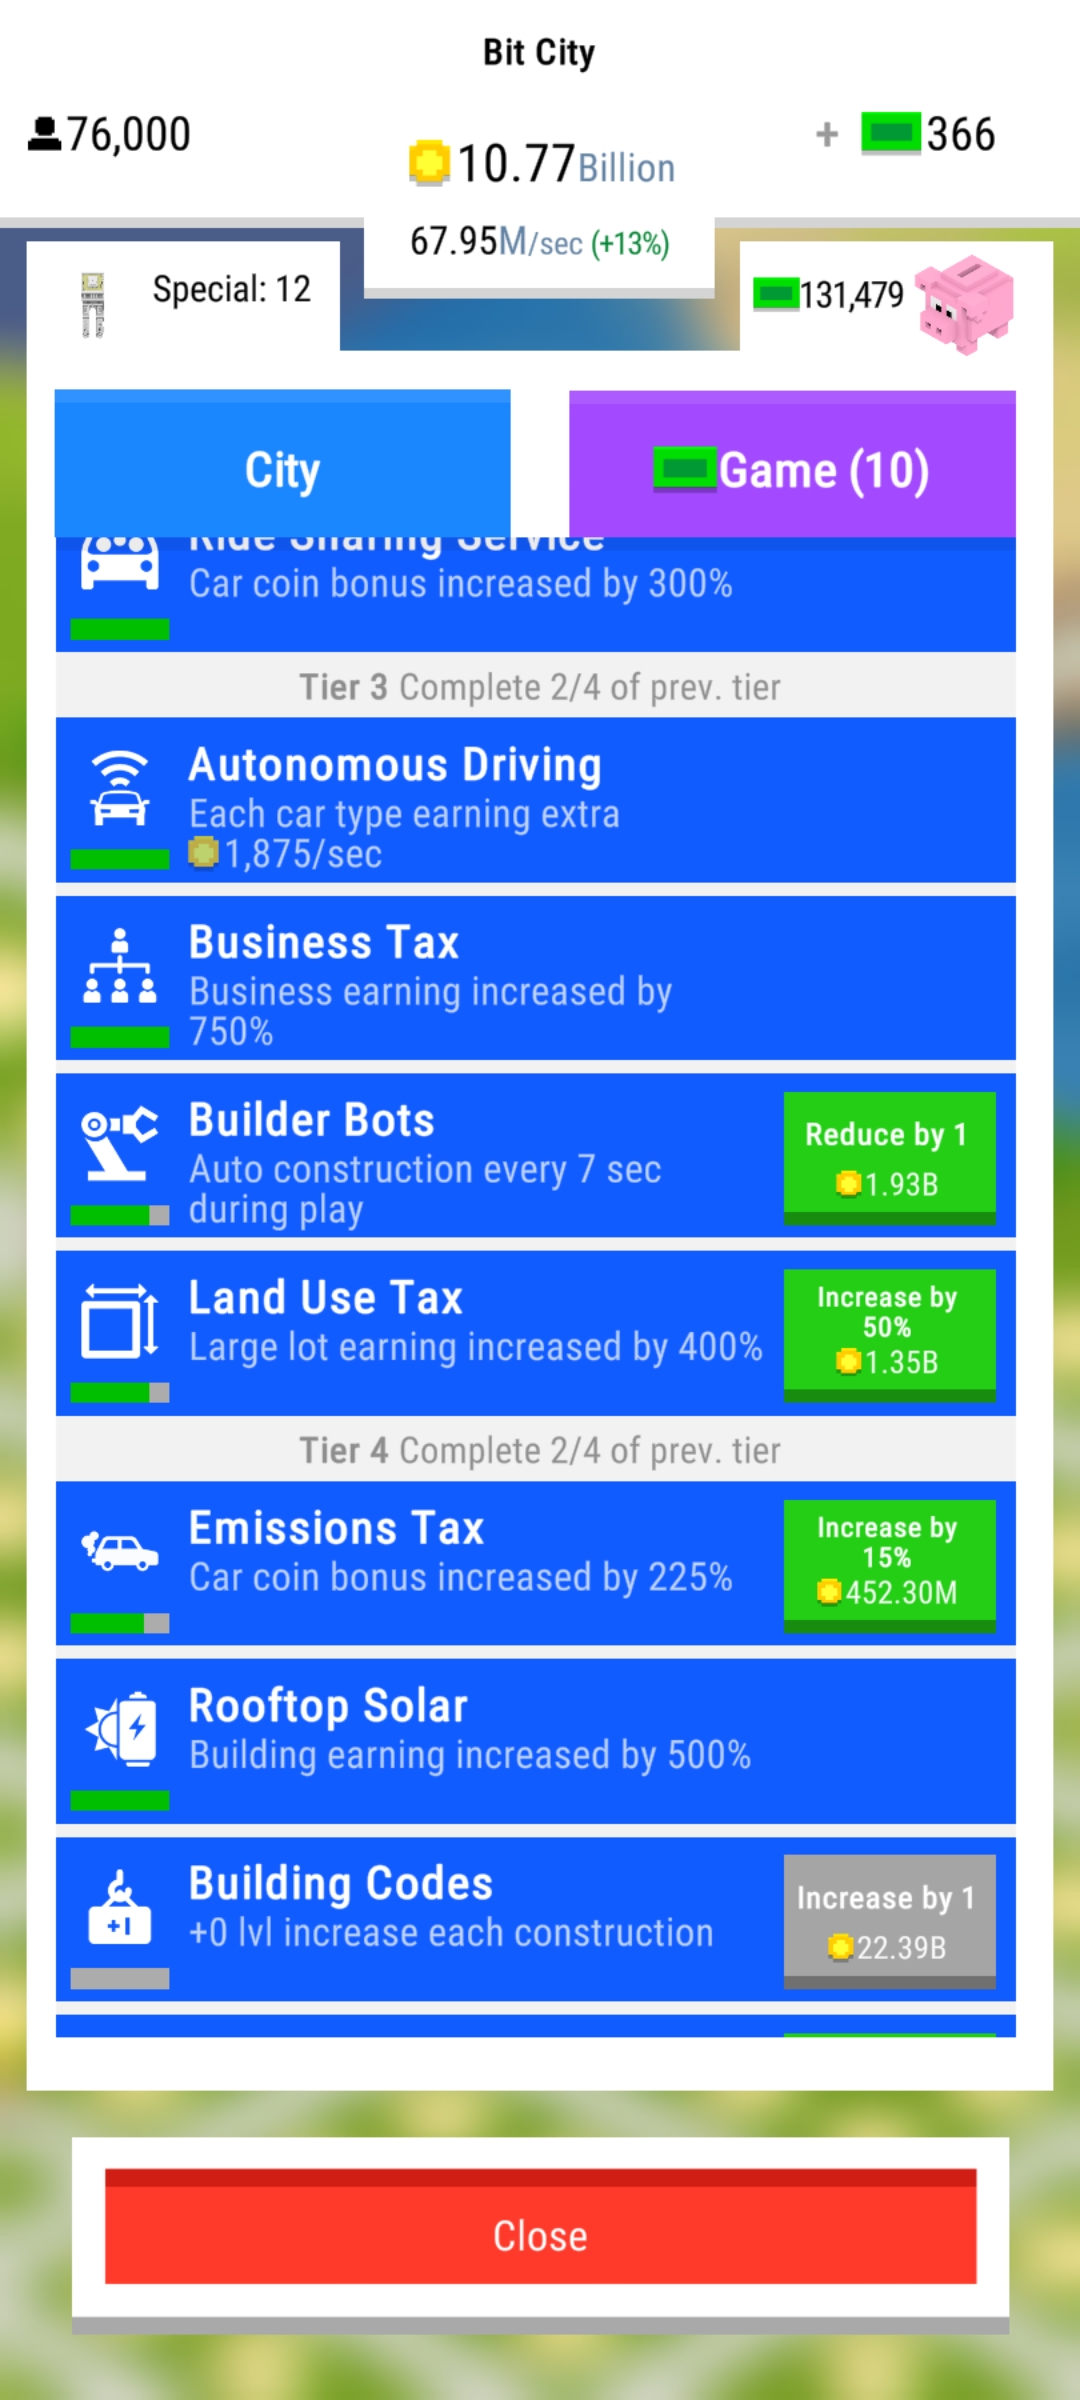 Bit City
76,000
10.77Billion
+ 366
67.95M/sec (+13%)
Special: 12
131,479
City
Game (10)
Ride Sharing Service
Car coin bonus increased by 300%
Tier 3 Complete 2/4 of prev. tier
Autonomous Driving
Each car type earning extra
1,875/sec
Business Tax
Business earning increased by
750%
Builder Bots
Auto construction every 7 sec
during play
Reduce by 1
1.93B
Land Use Tax
Large lot earning increased by 400%
Increase by
50%
1.35B
Tier 4 Complete 2/4 of prev. tier
Emissions Tax
Car coin bonus increased by 225%
Increase by
15%
452.30M
Rooftop Solar
Building earning increased by 500%
Building Codes
+0 lvl increase each construction
+1
Increase by 1
22.39B
Close